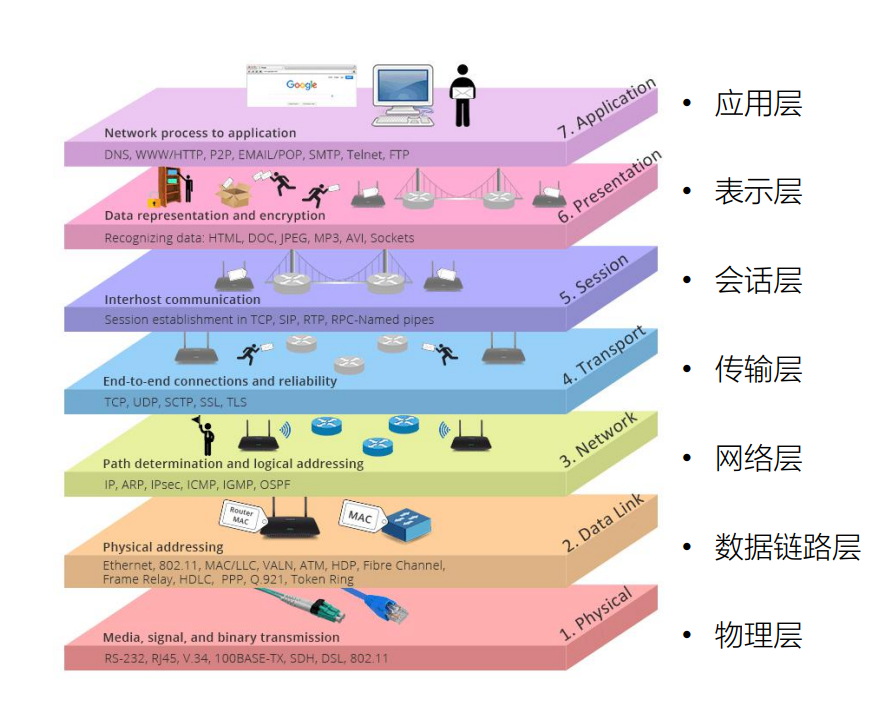 Google
7. Application
Network process to application
DNS, WWW/HTTP, P2P, EMAIL/POP, SMTP, Telnet, FTP
• 应用层
6. Presentation
Data representation and encryption
Recognizing data: HTML, DOC, JPEG, MP3, AVI, Sockets
• 表示层
5. Session
Interhost communication
Session establishment in TCP, SIP, RTP, RPC-Named pipes
• 会话层
4. Transport
End-to-end connections and reliability
TCP, UDP, SCTP, SSL, TLS
• 传输层
3. Network
Path determination and logical addressing
IP, ARP, IPsec, ICMP, IGMP, OSPF
• 网络层
Router
MAC
MAC
2. Data Link
Physical addressing
Ethernet, 802.11, MAC/LLC, VALN, ATM, HDP, Fibre Channel,
Frame Relay, HDLC, PPP, Q.921, Token Ring
• 数据链路层
1. Physical
Media, signal, and binary transmission
RS-232, RJ45, V.34, 100BASE-TX, SDH, DSL, 802.11
• 物理层